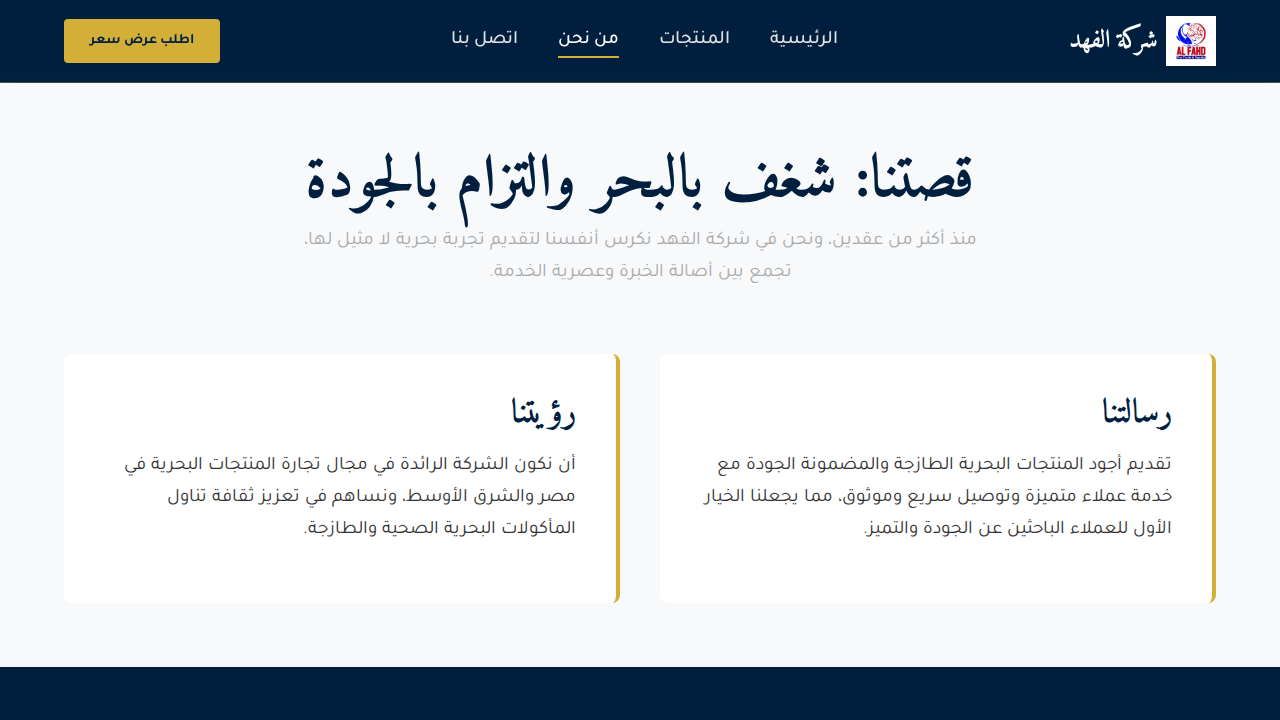 AL FAHD
شركة الفهد
الرئيسية
المنتجات
من نحن
اتصل بنا
اطلب عرض سعر
قصتنا: شغف بالبحر والتزام بالجودة
منذ أكثر من عقدين، ونحن في شركة الفهد نكرس أنفسنا لتقديم تجربة بحرية لا مثيل لها،
تجمع بين أصالة الخبرة وعصرية الخدمة.
رسالتنا
تقديم أجود المنتجات البحرية الطازجة والمضمونة الجودة مع
خدمة عملاء متميزة وتوصيل سريع وموثوق، مما يجعلنا الخيار
الأول للعملاء الباحثين عن الجودة والتميز.
رؤيتنا
أن نكون الشركة الرائدة في مجال تجارة المنتجات البحرية في
مصر والشرق الأوسط، ونساهم في تعزيز ثقافة تناول
المأكولات البحرية الصحية والطازجة.